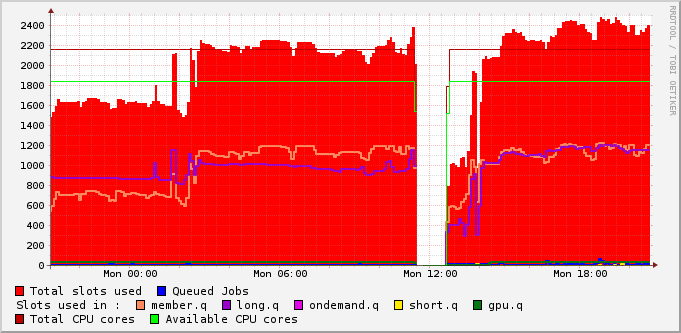 2400
2200
2000
1800
1600
1400
1200
1000
800
600
400
200
0
Mon 00:00 Mon 06:00 Mon 12:00 Mon 18:00
Total slots used Queued Jobs
Slots used in : member.q long.q ondemand.q short.q gpu.q
Total CPU cores Available CPU cores
RRDTOOL / TOBI OETIKER